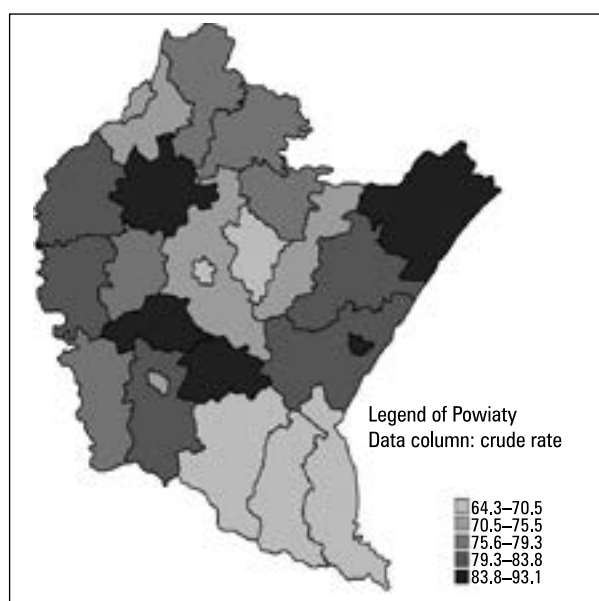 Legend of Powiaty
Data column: crude rate
64.3–70.5
70.5–75.5
75.6–79.3
79.3–83.8
83.8–93.1